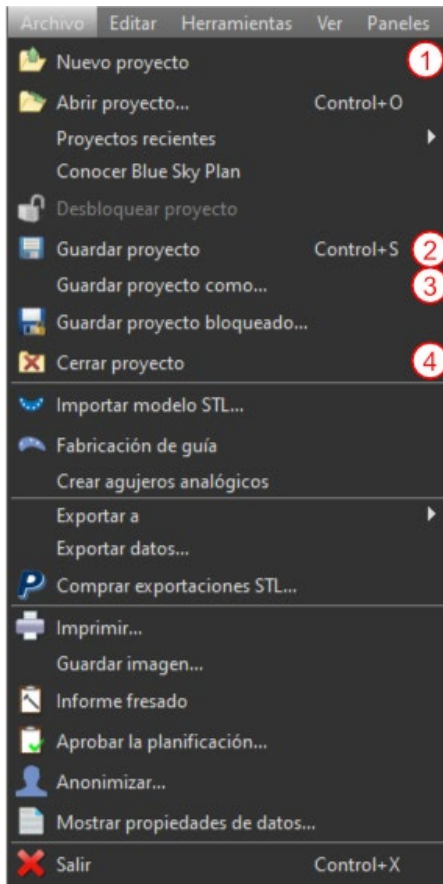 Archivo Editar Herramientas Ver Paneles
Nuevo proyecto 1
Abrir proyecto... Control+O
Proyectos recientes
Conocer Blue Sky Plan
Desbloquear proyecto
Guardar proyecto Control+S 2
Guardar proyecto como... 3
Guardar proyecto bloqueado...
Cerrar proyecto 4
Importar modelo STL...
Fabricación de guía
Crear agujeros analógicos
Exportar a
Exportar datos...
Comprar exportaciones STL...
Imprimir...
Guardar imagen...
Informe fresado
Aprobar la planificación...
Anonimizar...
Mostrar propiedades de datos...
Salir Control+X